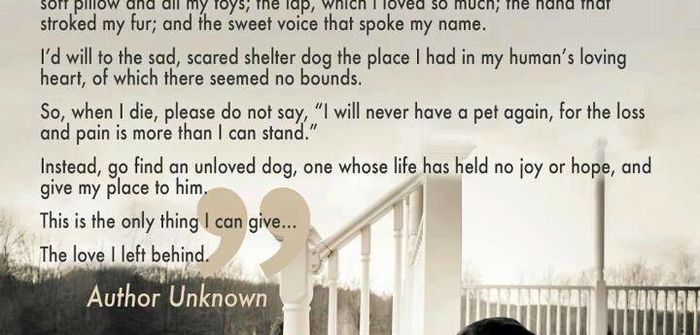 soft pillow and all my toys; the lap, which I loved so much; the hand that
stroked my fur; and the sweet voice that spoke my name.
I'd will to the sad, scared shelter dog the place I had in my human's loving
heart, of which there seemed no bounds.
So, when I die, please do not say, "I will never have a pet again, for the loss
and pain is more than I can stand."
Instead, go find an unloved dog, one whose life has held no joy or hope, and
give my place to him.
This is the only thing I can give...
The love I left behind.
”
Author Unknown